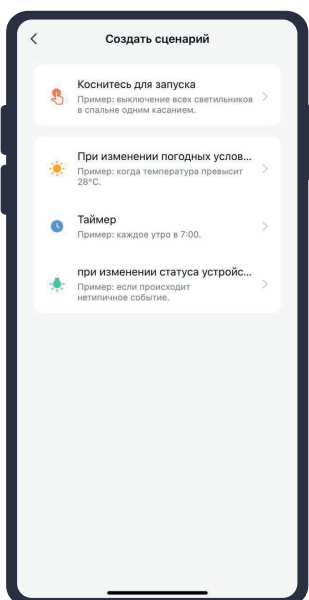 Создать сценарий
Коснитесь для запуска
Пример: выключение всех светильников
в спальне одним касанием.
При изменении погодных услов...
Пример: когда температура превысит
28°C.
Таймер
Пример: каждое утро в 7:00.
при изменении статуса устройс...
Пример: если происходит
нетипичное событие.